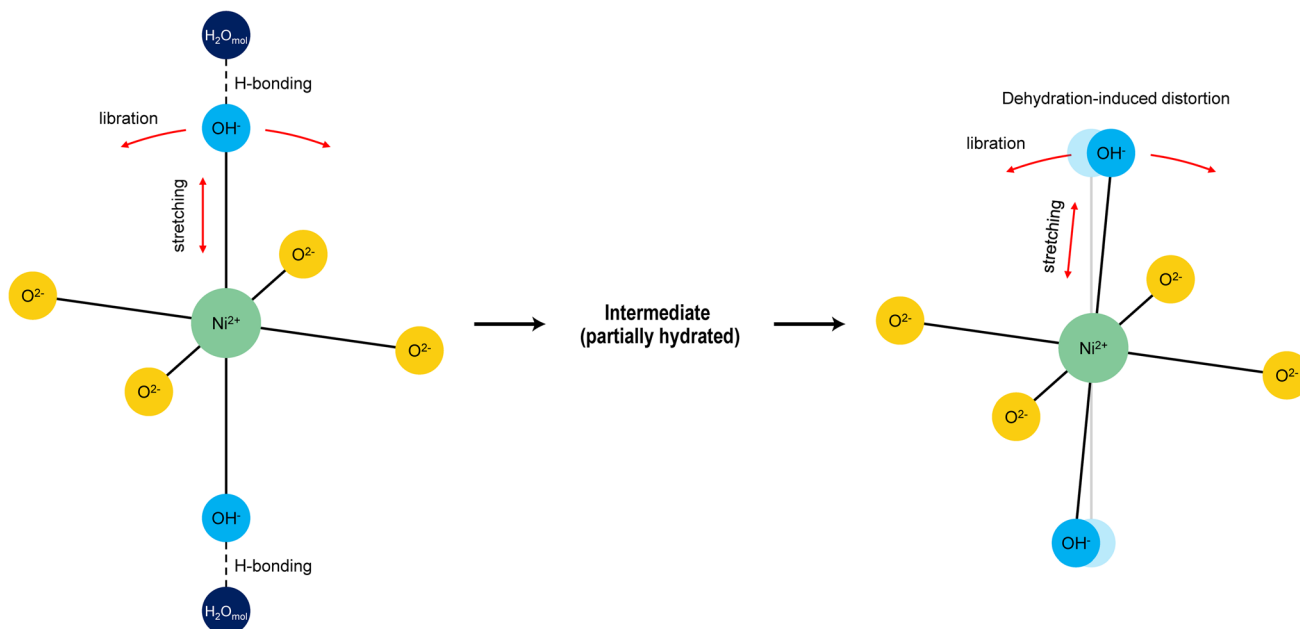 H₂Oₘₒₗ
H-bonding
libration
OH⁻
stretching
O²⁻
O²⁻
Ni²⁺
O²⁻
O²⁻
OH⁻
H-bonding
H₂Oₘₒₗ
Intermediate
(partially hydrated)
Dehydration-induced distortion
libration
OH⁻
stretching
O²⁻
O²⁻
Ni²⁺
O²⁻
O²⁻
OH⁻